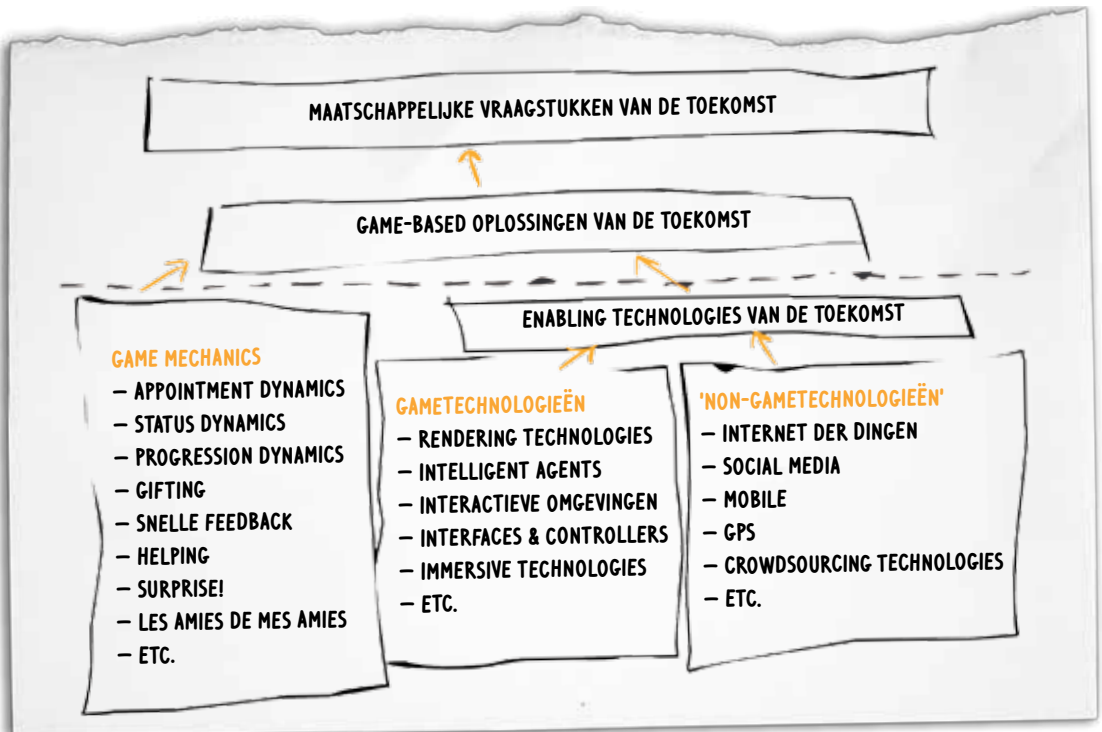 MAATSCHAPPELIJKE VRAAGSTUKKEN VAN DE TOEKOMST
GAME-BASED OPLOSSINGEN VAN DE TOEKOMST
ENABLING TECHNOLOGIES VAN DE TOEKOMST
GAME MECHANICS
– APPOINTMENT DYNAMICS
– STATUS DYNAMICS
– PROGRESSION DYNAMICS
– GIFTING
– SNELLE FEEDBACK
– HELPING
– SURPRISE!
– LES AMIES DE MES AMIES
– ETC.
GAMETECHNOLOGIEËN
– RENDERING TECHNOLOGIES
– INTELLIGENT AGENTS
– INTERACTIEVE OMGEVINGEN
– INTERFACES & CONTROLLERS
– IMMERSIVE TECHNOLOGIES
– ETC.
'NON-GAMETECHNOLOGIEËN'
– INTERNET DER DINGEN
– SOCIAL MEDIA
– MOBILE
– GPS
– CROWDSOURCING TECHNOLOGIES
– ETC.